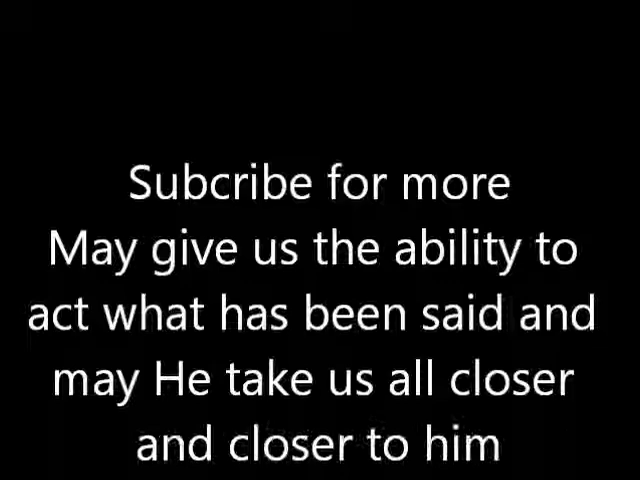 Subcribe for more
May give us the ability to
act what has been said and
may He take us all closer
and closer to him